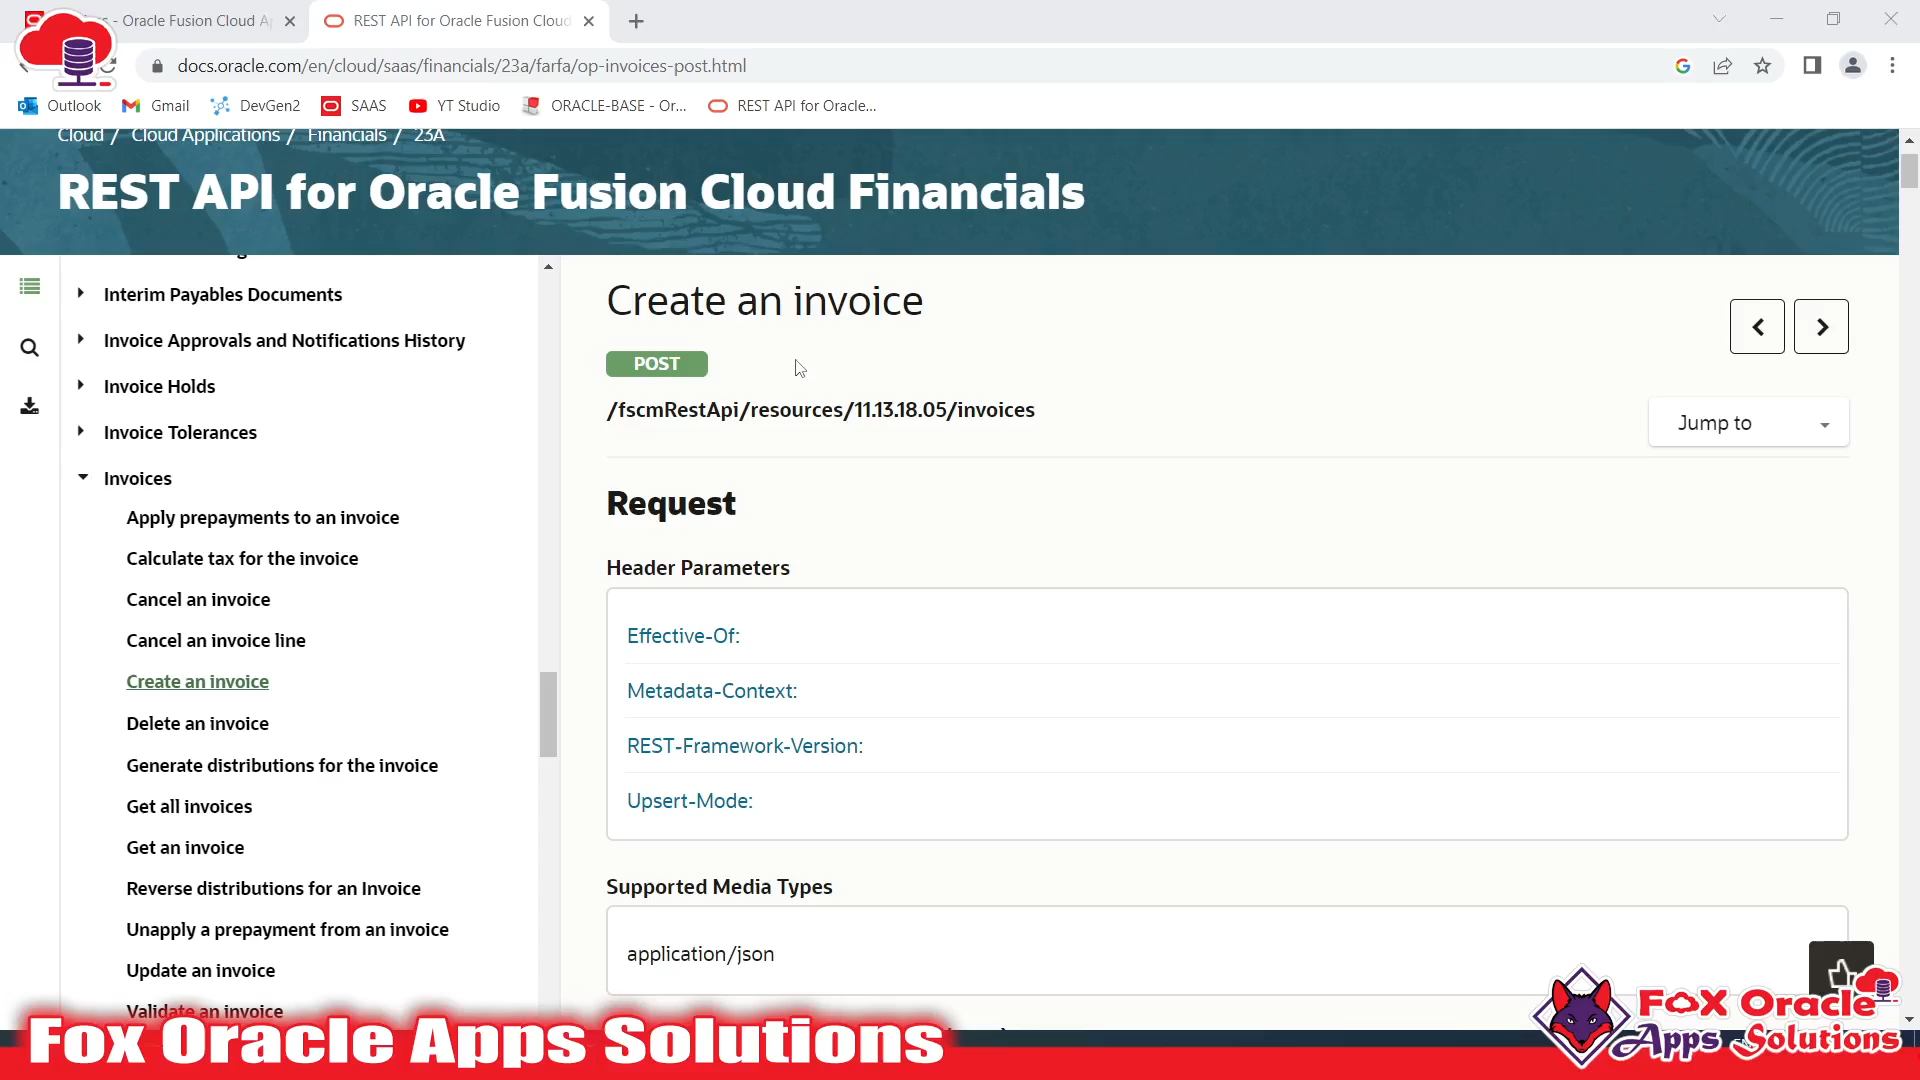 - Oracle Fusion Cloud Ap
REST API for Oracle Fusion Cloud
docs.oracle.com/en/cloud/saas/financials/23a/farfa/op-invoices-post.html
Outlook
Gmail
DevGen2
SAAS
YT Studio
ORACLE-BASE - Or...
REST API for Oracle...
Cloud / Cloud Applications / Financials / 23A
REST API for Oracle Fusion Cloud Financials
Interim Payables Documents
Invoice Approvals and Notifications History
Invoice Holds
Invoice Tolerances
Invoices
Apply prepayments to an invoice
Calculate tax for the invoice
Cancel an invoice
Cancel an invoice line
Create an invoice
Delete an invoice
Generate distributions for the invoice
Get all invoices
Get an invoice
Reverse distributions for an Invoice
Unapply a prepayment from an invoice
Update an invoice
Validate an invoice
Create an invoice
POST
/fscmRestApi/resources/11.13.18.05/invoices
Jump to
Request
Header Parameters
Effective-Of:
Metadata-Context:
REST-Framework-Version:
Upsert-Mode:
Supported Media Types
application/json
Fox Oracle Apps Solutions
FoX Oracle
Apps Solutions